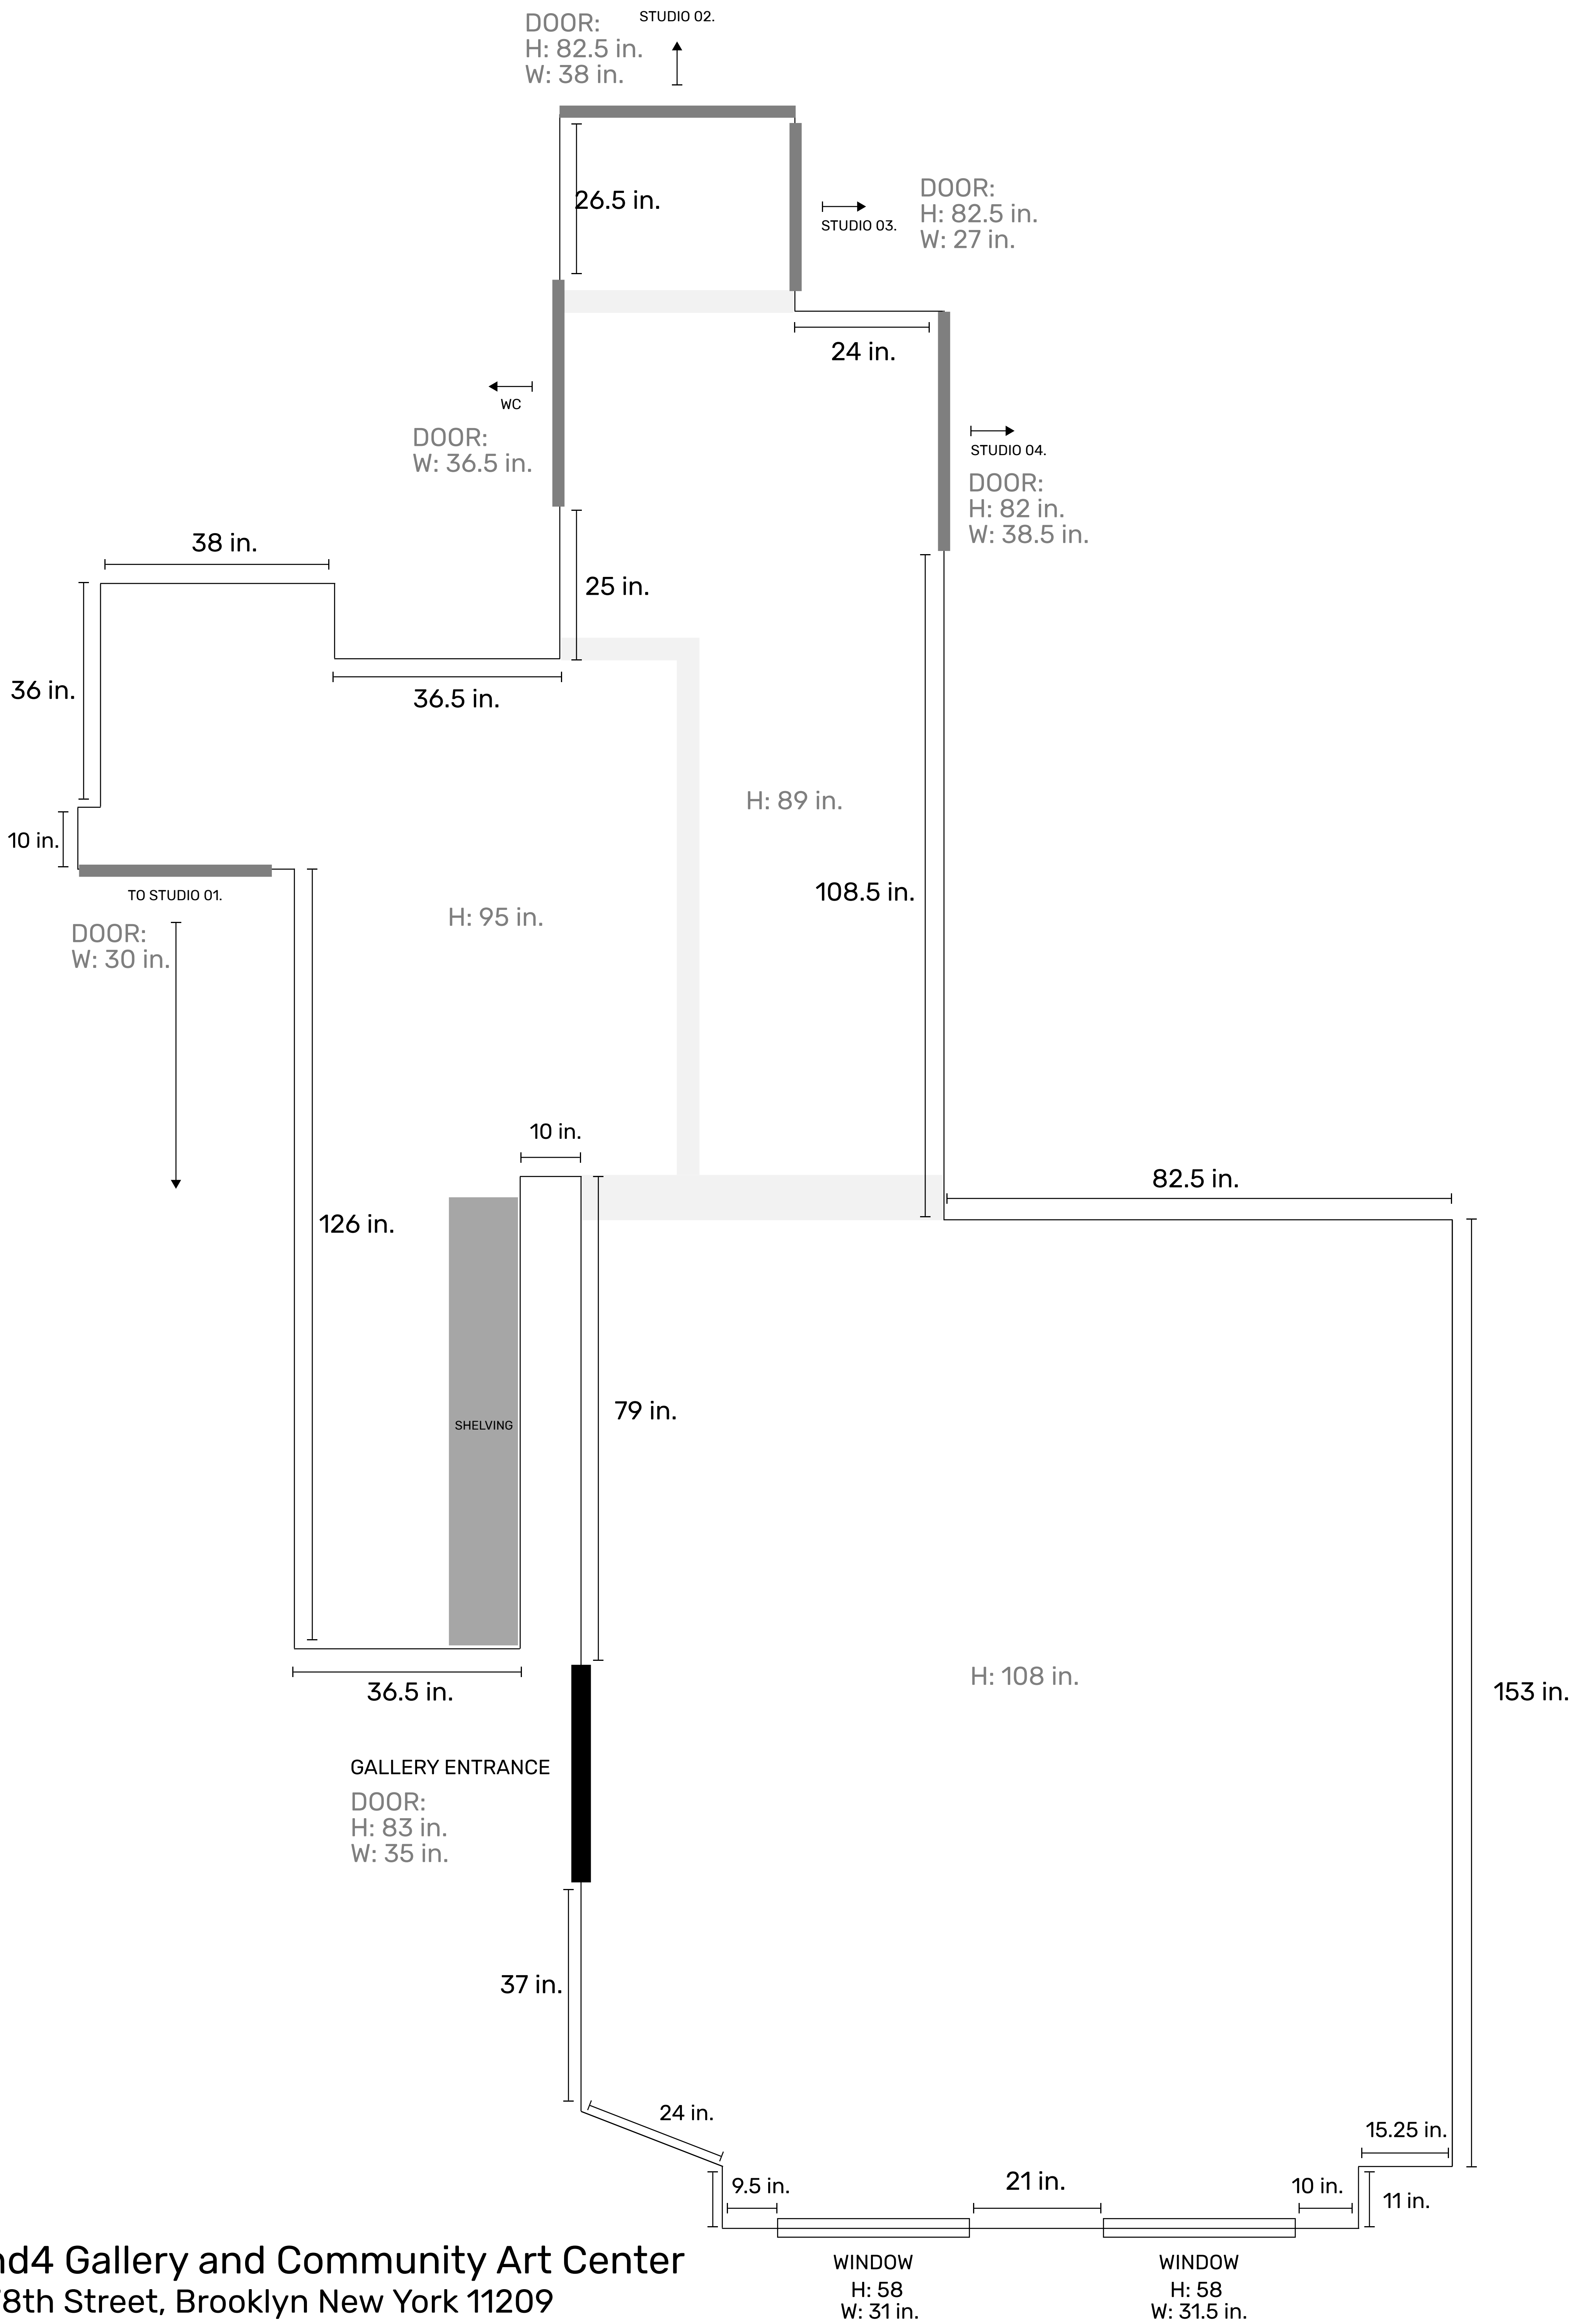 DOOR:
H: 82.5 in.
W: 38 in.
STUDIO 02.
26.5 in.
STUDIO 03.
DOOR:
H: 82.5 in.
W: 27 in.
24 in.
WC
DOOR:
W: 36.5 in.
STUDIO 04.
DOOR:
H: 82 in.
W: 38.5 in.
38 in.
25 in.
36 in.
36.5 in.
H: 89 in.
10 in.
108.5 in.
TO STUDIO 01.
DOOR:
W: 30 in.
H: 95 in.
10 in.
82.5 in.
126 in.
79 in.
SHELVING
36.5 in.
H: 108 in.
153 in.
GALLERY ENTRANCE
DOOR:
H: 83 in.
W: 35 in.
37 in.
24 in.
15.25 in.
9.5 in.
21 in.
10 in.
11 in.
nd4 Gallery and Community Art Center
78th Street, Brooklyn New York 11209
WINDOW
H: 58
W: 31 in.
WINDOW
H: 58
W: 31.5 in.